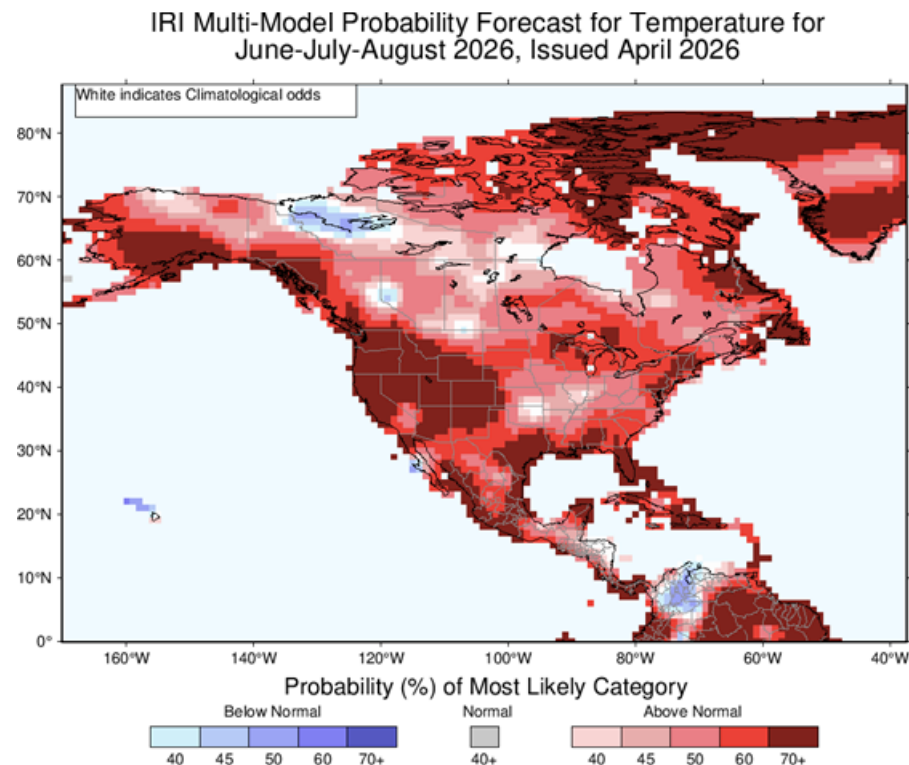 IRI Multi-Model Probability Forecast for Temperature for
June-July-August 2026, Issued April 2026
White indicates Climatological odds
80°N
70°N
60°N
50°N
40°N
30°N
20°N
10°N
0°
160°W 140°W 120°W 100°W 80°W 60°W 40°W
Probability (%) of Most Likely Category
Below Normal Normal Above Normal
40 45 50 60 70+ 40+ 40 45 50 60 70+